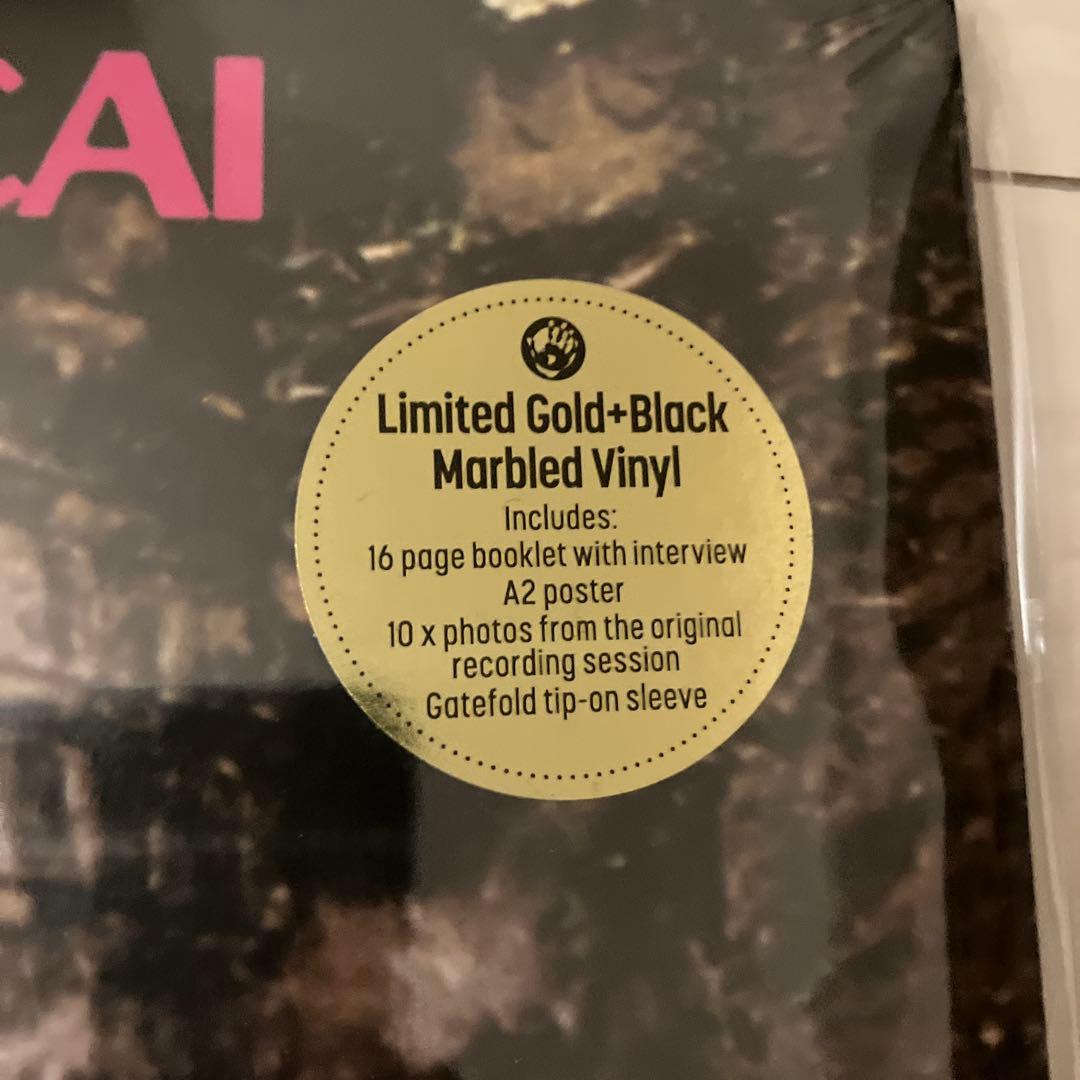 CAI
Limited Gold+Black
Marbled Vinyl
Includes:
16 page booklet with interview
A2 poster
10 x photos from the original
recording session
Gatefold tip-on sleeve